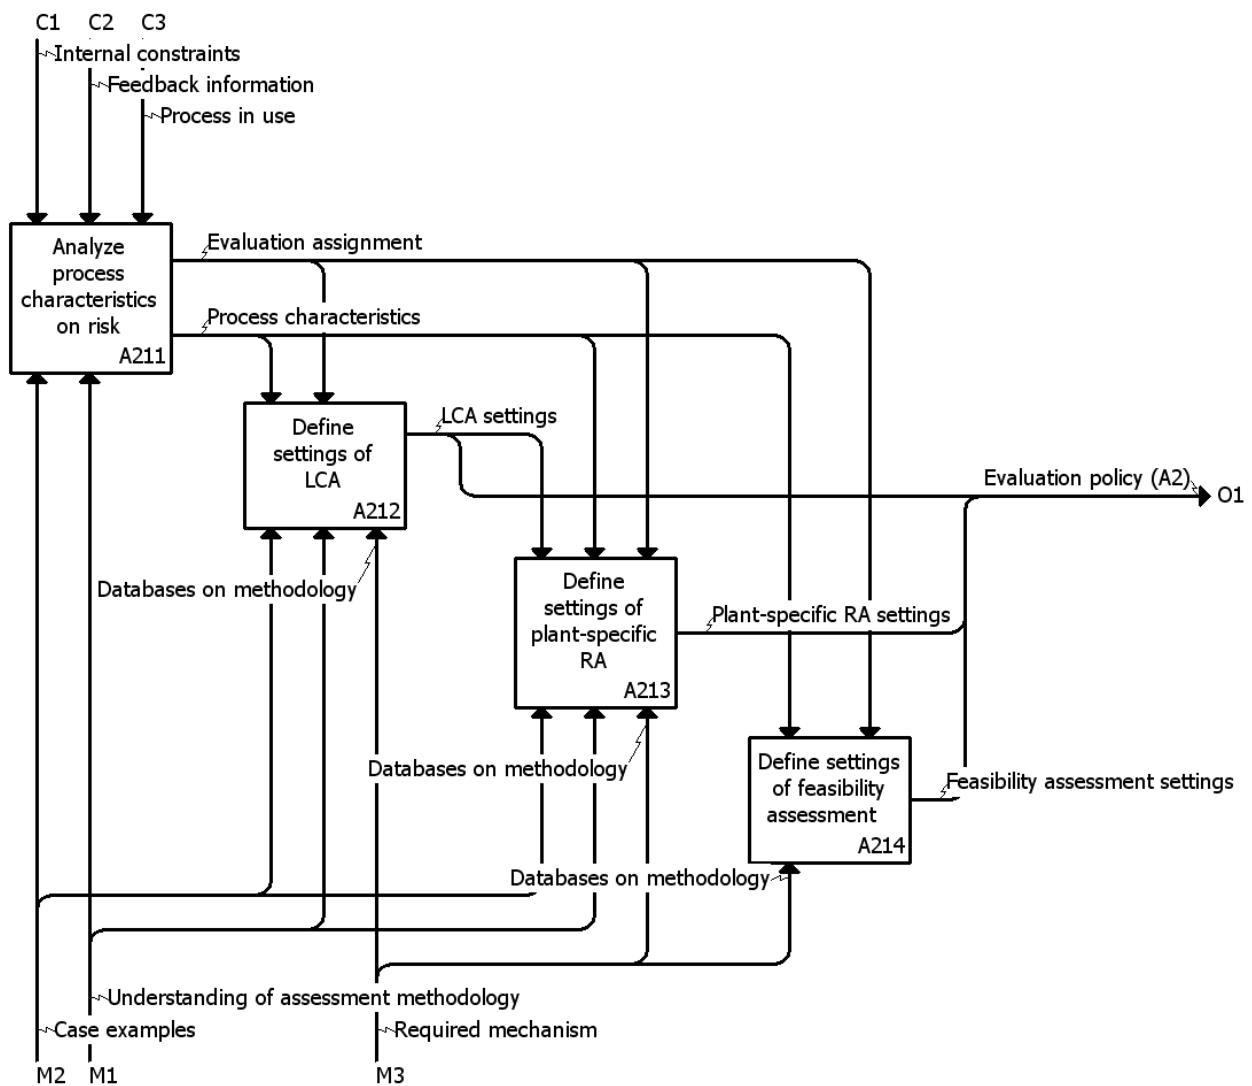 C1 C2 C3
Internal constraints
Feedback information
Process in use
Analyze
process
characteristics
on risk
A211
Evaluation assignment
Process characteristics
Define
settings of
LCA
A212
LCA settings
Evaluation policy (A2)
O1
Databases on methodology
Define
settings of
plant-specific
RA
A213
Plant-specific RA settings
Databases on methodology
Define settings
of feasibility
assessment
A214
Feasibility assessment settings
Databases on methodology
Understanding of assessment methodology
Case examples
Required mechanism
M2 M1 M3